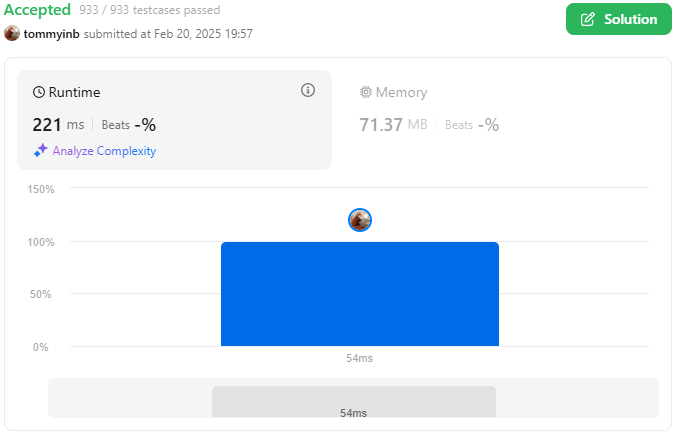 Accepted 933 / 933 testcases passed
tommyinb submitted at Feb 20, 2025 19:57
Solution
Runtime
221 ms Beats -%
Analyze Complexity
Memory
71.37 MB Beats -%
150%
100%
50%
0%
54ms
54ms